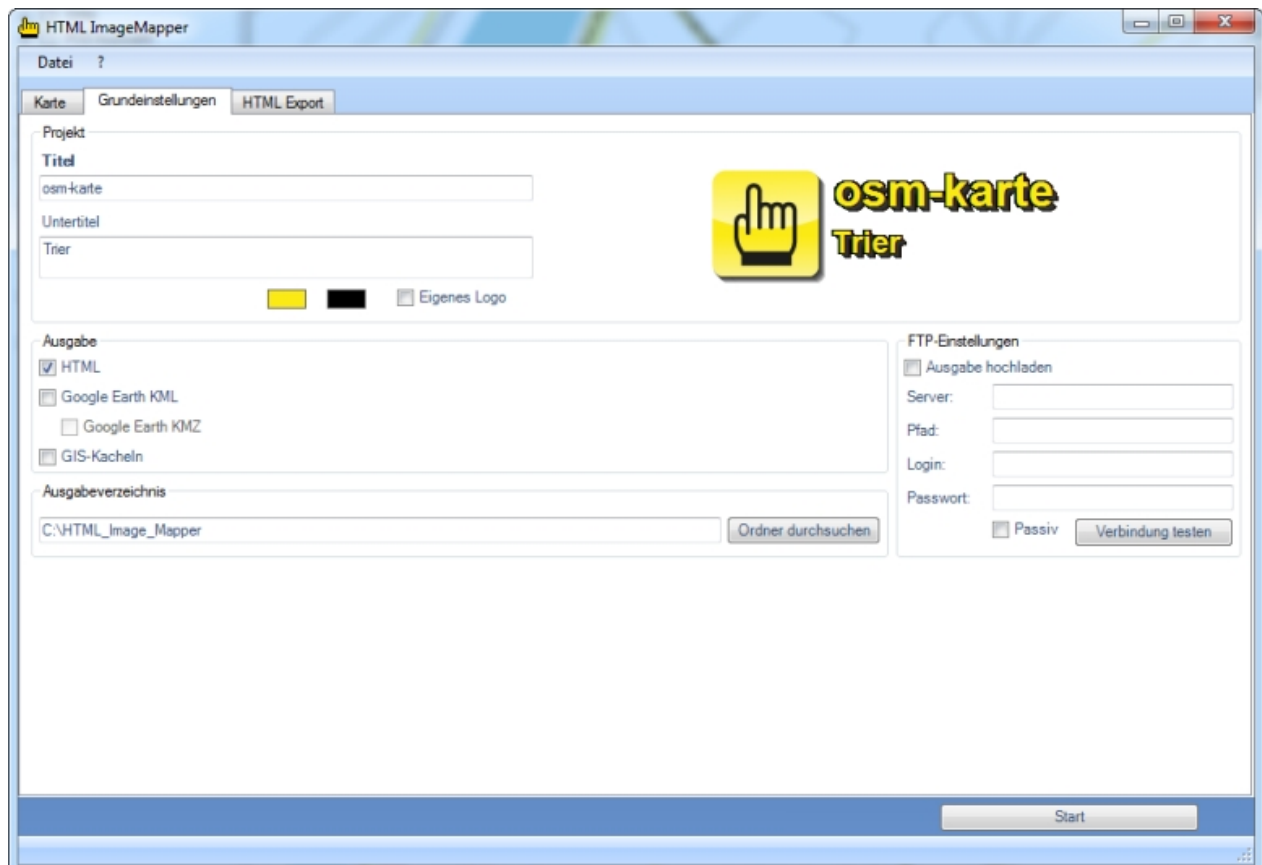 HTML ImageMapper
Datei ?
Karte Grundeinstellungen HTML Export
Projekt
Titel
osm-karte
Untertitel
Trier
Eigenes Logo
osm-karte
Trier
Ausgabe
HTML
Google Earth KML
Google Earth KMZ
GIS-Kacheln
Ausgabeverzeichnis
C:\HTML_Image_Mapper Ordner durchsuchen
FTP-Einstellungen
Ausgabe hochladen
Server:
Pfad:
Login:
Passwort:
Passiv Verbindung testen
Start